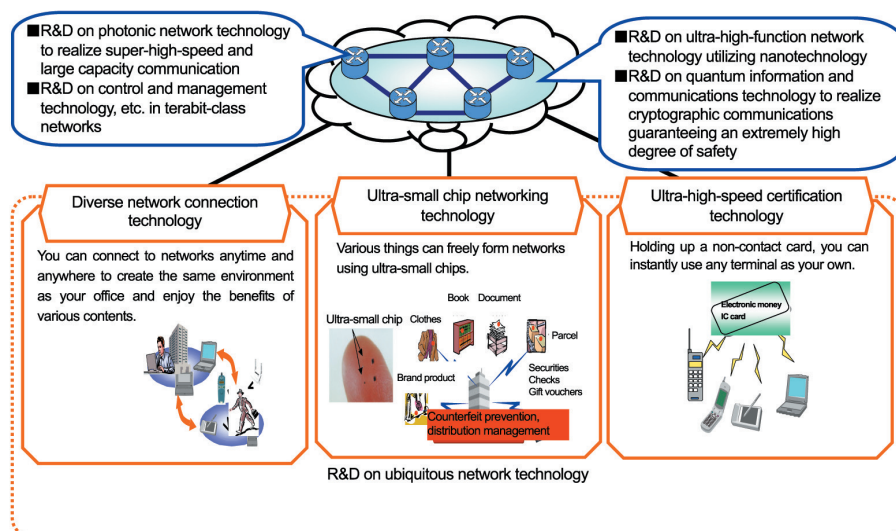 ■R&D on photonic network technology
to realize super-high-speed and
large capacity communication
■R&D on control and management
technology, etc. in terabit-class
networks
■R&D on ultra-high-function network
technology utilizing nanotechnology
■R&D on quantum information and
communications technology to realize
cryptographic communications
guaranteeing an extremely high
degree of safety
Diverse network connection
technology
You can connect to networks anytime and
anywhere to create the same environment
as your office and enjoy the benefits of
various contents.
Ultra-small chip networking
technology
Various things can freely form networks
using ultra-small chips.
Book Document
Ultra-small chip
Clothes
Parcel
Securities
Checks
Gift vouchers
Brand product
Counterfeit prevention,
distribution management
Ultra-high-speed certification
technology
Holding up a non-contact card, you can
instantly use any terminal as your own.
Electronic money
IC card
R&D on ubiquitous network technology